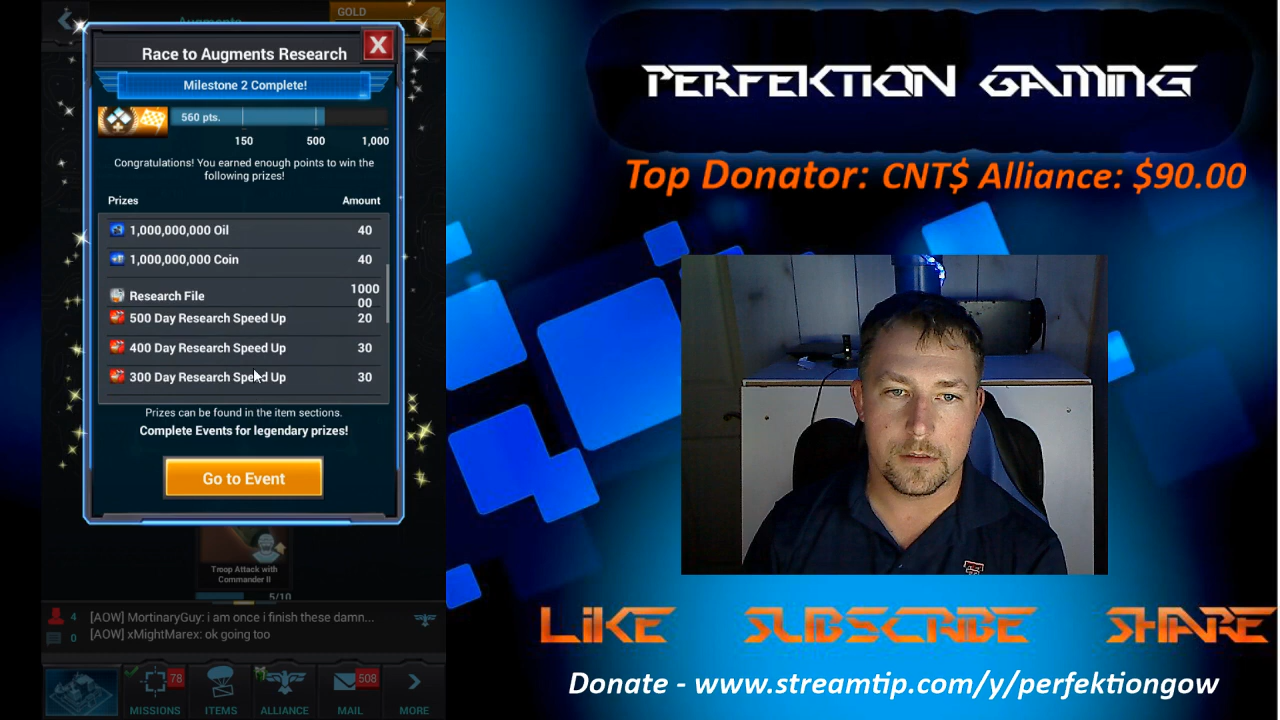 Augments
GOLD
Race to Augments Research
X
Milestone 2 Complete!
560 pts.
150 500 1,000
Congratulations! You earned enough points to win the
following prizes!
Prizes Amount
1,000,000,000 Oil 40
1,000,000,000 Coin 40
Research File 1000
00
500 Day Research Speed Up 20
400 Day Research Speed Up 30
300 Day Research Speed Up 30
Prizes can be found in the item sections.
Complete Events for legendary prizes!
Go to Event
Troop Attack with
Commander II
5/10
4 [AOW] MortinaryGuy: i am once i finish these damn...
0 [AOW] xMightMarex: ok going too
78 508
MISSIONS ITEMS ALLIANCE MAIL MORE
PERFEKTION GAMING
Top Donator: CNT$ Alliance: $90.00
LIKE SUBSCRIBE SHARE
Donate - www.streamtip.com/y/perfektiongow